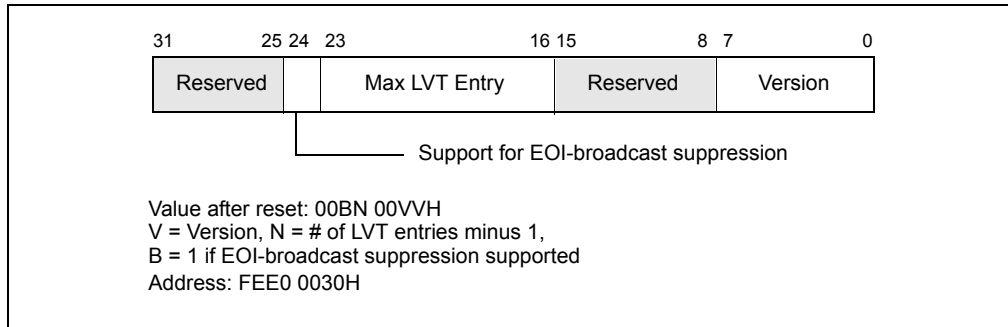 31 25 24 23 16 15 8 7 0
Reserved Max LVT Entry Reserved Version
Support for EOI-broadcast suppression
Value after reset: 00BN 00VVH
V = Version, N = # of LVT entries minus 1,
B = 1 if EOI-broadcast suppression supported
Address: FEE0 0030H